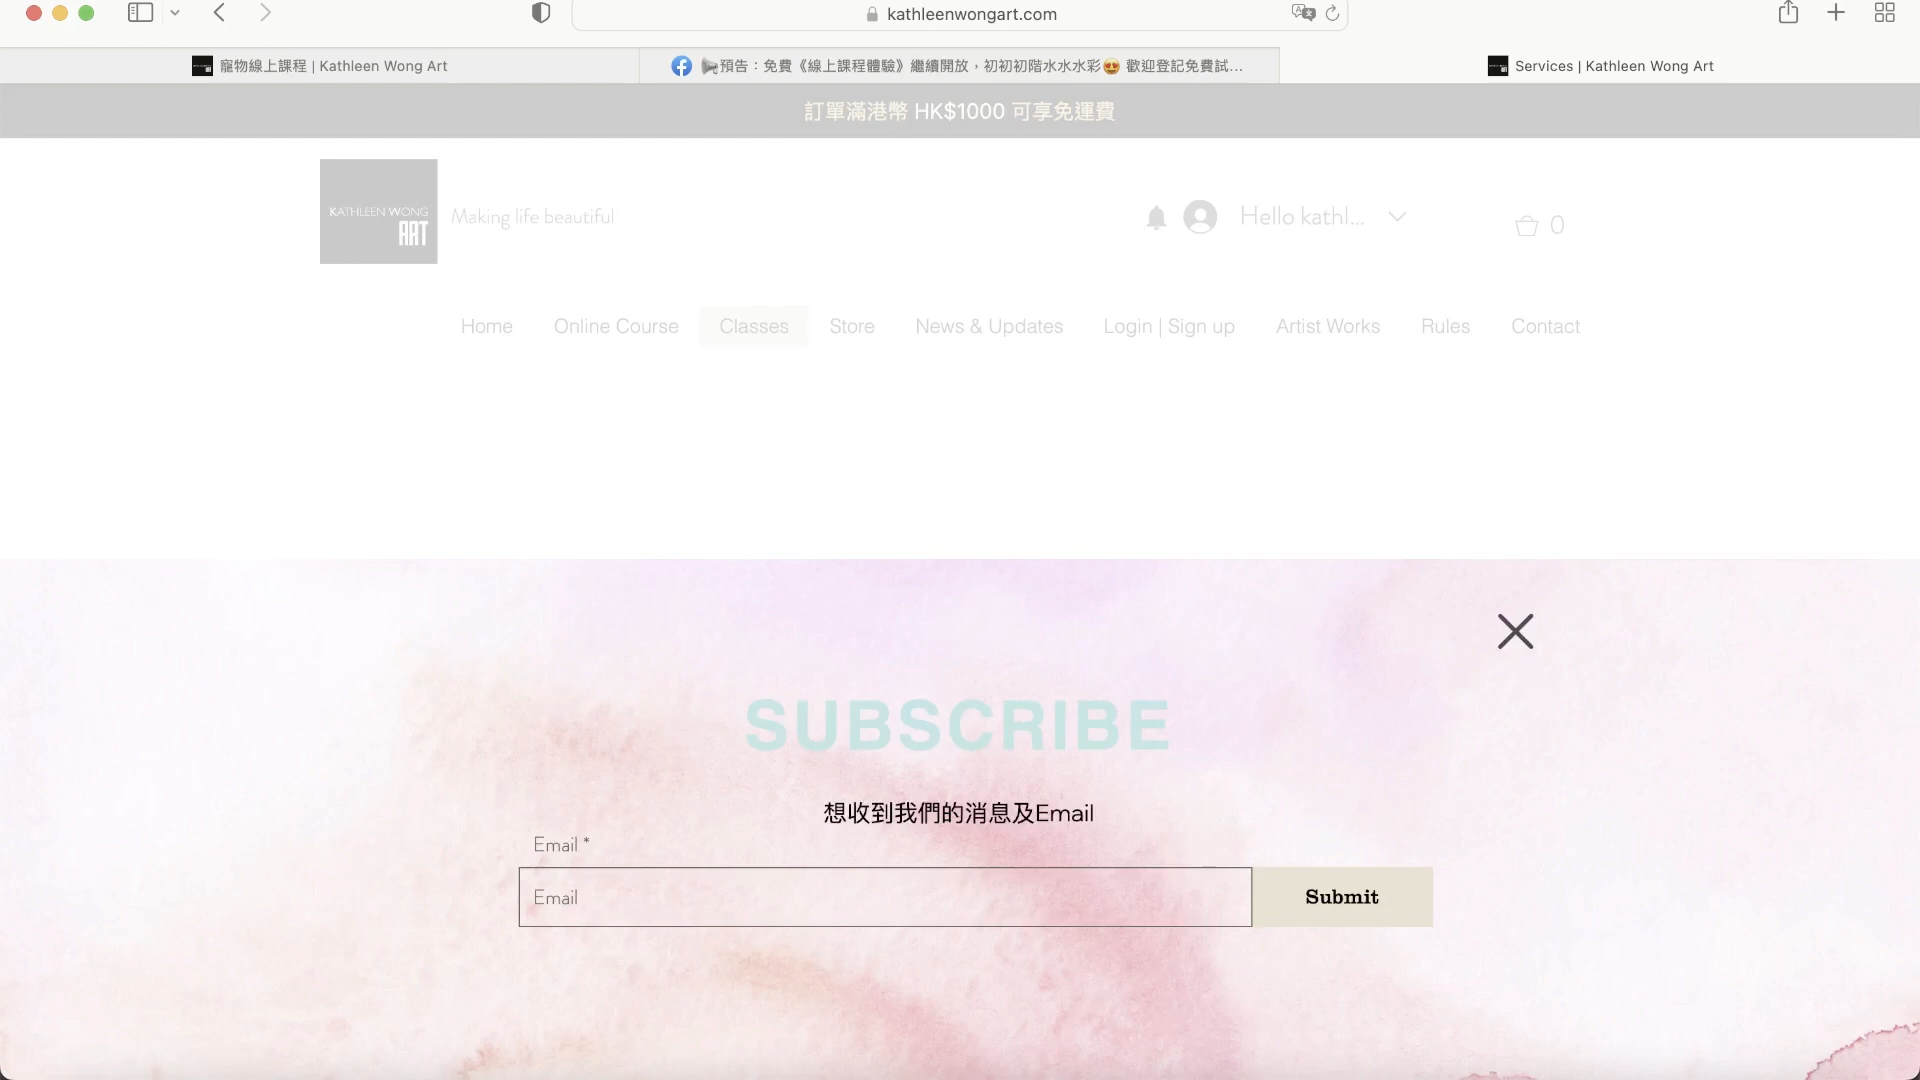 kathleenwongart.com
寵物線上課程 | Kathleen Wong Art
📢預告：免費《線上課程體驗》繼續開放，初初初階水水水彩😍 歡迎登記免費試...
Services | Kathleen Wong Art
訂單滿港幣 HK$1000 可享免運費
KATHLEEN WONG
ART
Making life beautiful
Hello kathl...
0
Home
Online Course
Classes
Store
News & Updates
Login | Sign up
Artist Works
Rules
Contact
SUBSCRIBE
想收到我們的消息及Email
Email *
Email
Submit